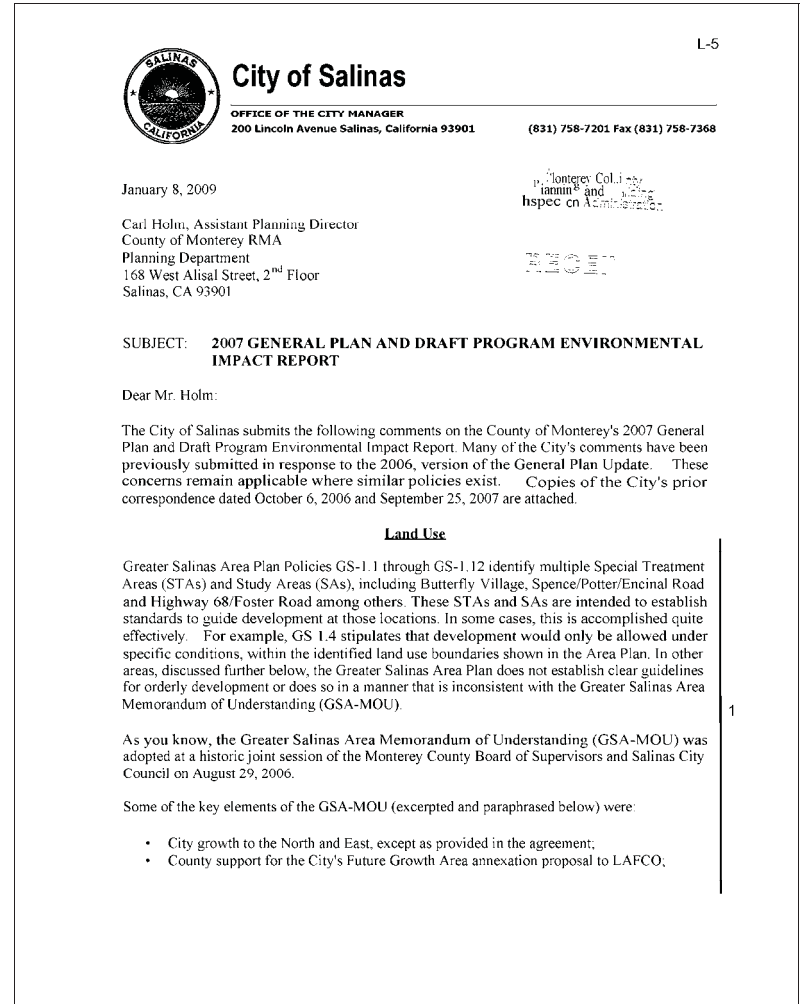 L-5
SALINAS
CALIFORNIA
City of Salinas
OFFICE OF THE CITY MANAGER
200 Lincoln Avenue Salinas, California 93901 (831) 758-7201 Fax (831) 758-7368
January 8, 2009
Monterey
and
Carl Holm, Assistant Planning Director
County of Monterey RMA
Planning Department
168 West Alisal Street, 2nd Floor
Salinas, CA 93901
SUBJECT: 2007 GENERAL PLAN AND DRAFT PROGRAM ENVIRONMENTAL
IMPACT REPORT
Dear Mr. Holm:
The City of Salinas submits the following comments on the County of Monterey's 2007 General
Plan and Draft Program Environmental Impact Report. Many of the City's comments have been
previously submitted in response to the 2006, version of the General Plan Update. These
concerns remain applicable where similar policies exist. Copies of the City's prior
correspondence dated October 6, 2006 and September 25, 2007 are attached.
Land Use
Greater Salinas Area Plan Policies GS-1.1 through GS-1.12 identify multiple Special Treatment
Areas (STAs) and Study Areas (SAs), including Butterfly Village, Spence/Potter/Encinal Road
and Highway 68/Foster Road among others. These STAs and SAs are intended to establish
standards to guide development at those locations. In some cases, this is accomplished quite
effectively. For example, GS 1.4 stipulates that development would only be allowed under
specific conditions, within the identified land use boundaries shown in the Area Plan. In other
areas, discussed further below, the Greater Salinas Area Plan does not establish clear guidelines
for orderly development or does so in a manner that is inconsistent with the Greater Salinas Area
Memorandum of Understanding (GSA-MOU).
1
As you know, the Greater Salinas Area Memorandum of Understanding (GSA-MOU) was
adopted at a historic joint session of the Monterey County Board of Supervisors and Salinas City
Council on August 29, 2006.
Some of the key elements of the GSA-MOU (excerpted and paraphrased below) were:
• City growth to the North and East, except as provided in the agreement;
• County support for the City's Future Growth Area annexation proposal to LAFCO;